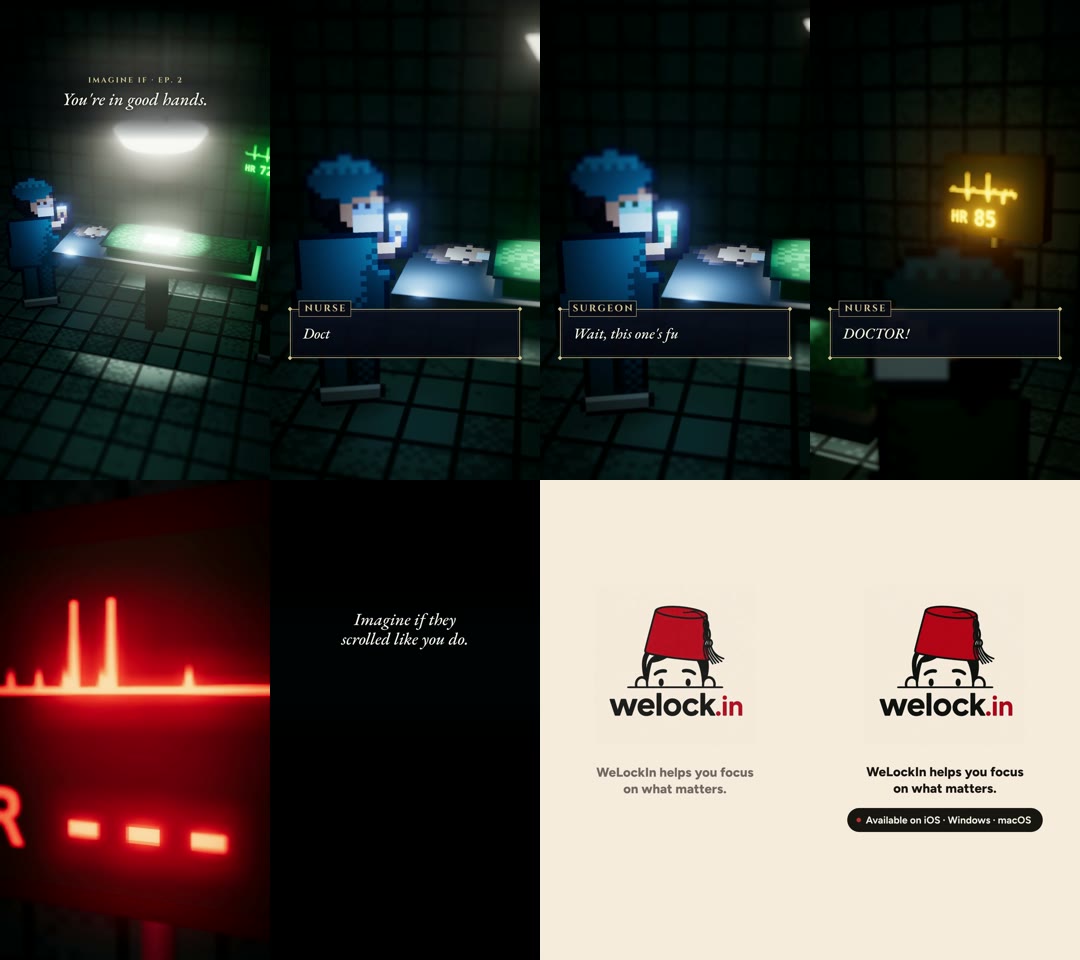 IMAGINE IF · EP. 2
You're in good hands.
HR 72
NURSE
Doct
SURGEON
Wait, this one's fu
HR 85
NURSE
DOCTOR!
R
Imagine if they
scrolled like you do.
welock.in
WeLockIn helps you focus
on what matters.
welock.in
WeLockIn helps you focus
on what matters.
Available on iOS · Windows · macOS